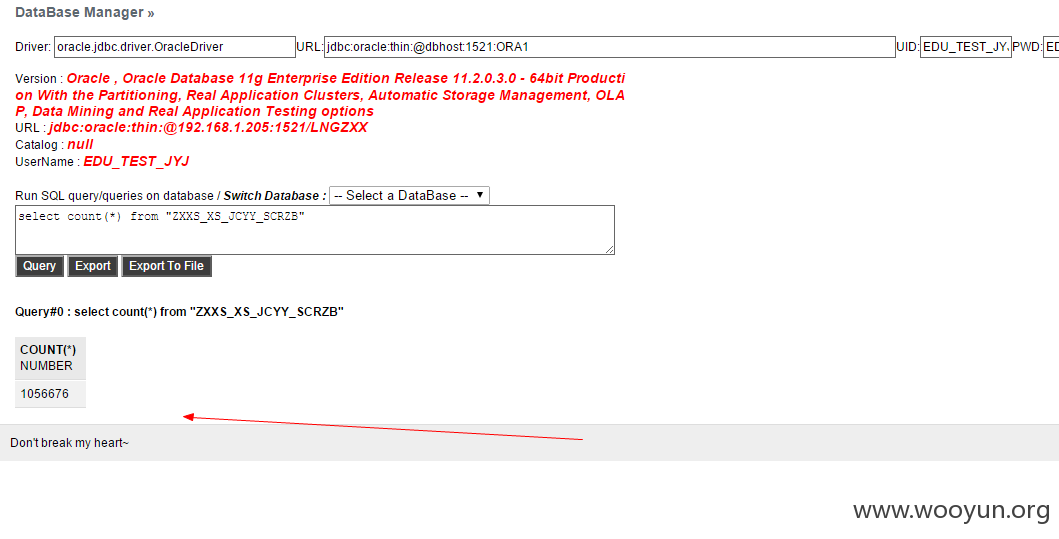 DataBase Manager »
Driver: oracle.jdbc.driver.OracleDriver URL: jdbc:oracle:thin:@dbhost:1521:ORA1 UID: EDU_TEST_JYJ PWD: ED
Version : Oracle , Oracle Database 11g Enterprise Edition Release 11.2.0.3.0 - 64bit Producti
on With the Partitioning, Real Application Clusters, Automatic Storage Management, OLA
P, Data Mining and Real Application Testing options
URL : jdbc:oracle:thin:@192.168.1.205:1521/LNGZXX
Catalog : null
UserName : EDU_TEST_JYJ
Run SQL query/queries on database / Switch Database : -- Select a DataBase -- ▼
select count(*) from "ZXXS_XS_JCYY_SCRZB"
Query Export Export To File
Query#0 : select count(*) from "ZXXS_XS_JCYY_SCRZB"
COUNT(*)
NUMBER
1056676
Don't break my heart~
www.wooyun.org